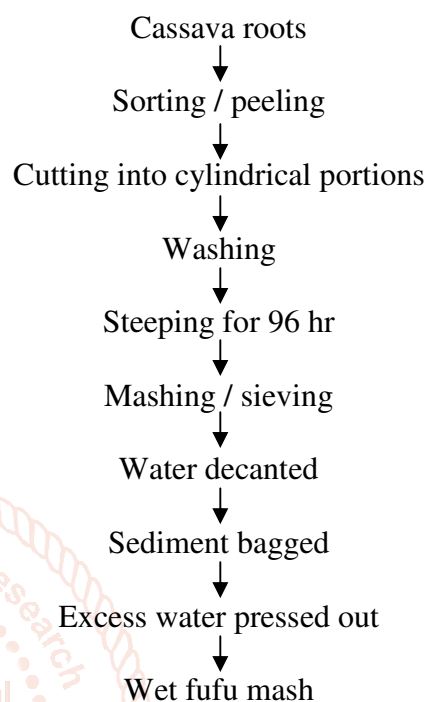 Cassava roots
Sorting / peeling
Cutting into cylindrical portions
Washing
Steeping for 96 hr
Mashing / sieving
Water decanted
Sediment bagged
Excess water pressed out
Wet fufu mash
esearch